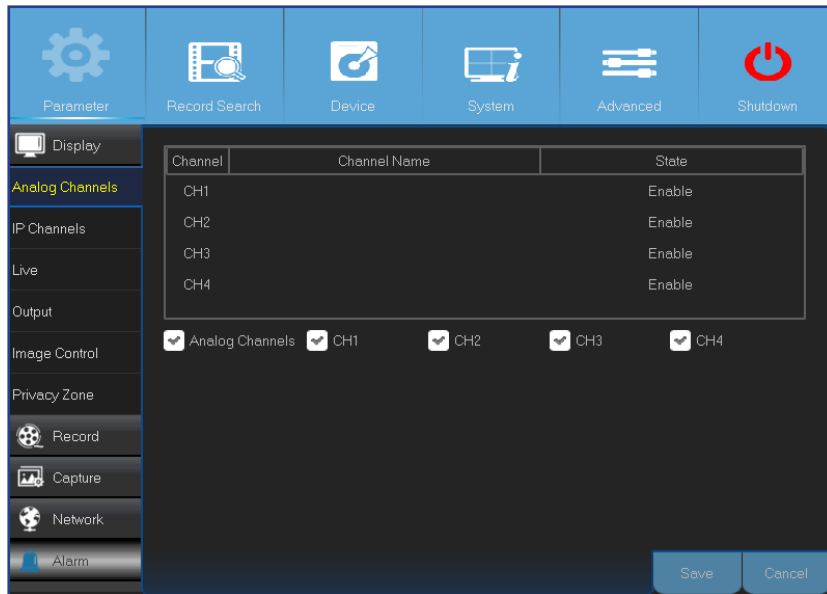 Parameter
Record Search
Device
System
Advanced
Shutdown
Display
Analog Channels
IP Channels
Live
Output
Image Control
Privacy Zone
Record
Capture
Network
Alarm
Channel Channel Name State
CH1 Enable
CH2 Enable
CH3 Enable
CH4 Enable
Analog Channels CH1 CH2 CH3 CH4
Save Cancel